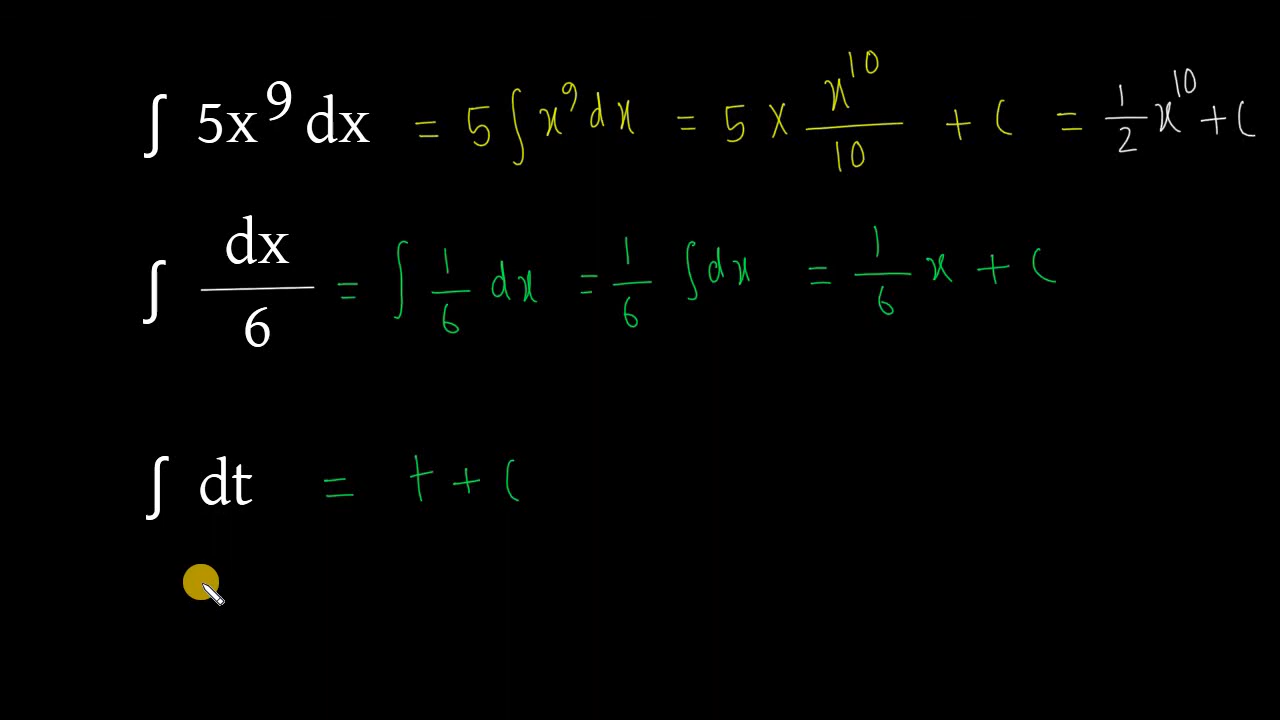 ∫ 5x⁹ dx = 5 ∫ x⁹ dx = 5 × x¹⁰/10 + C = 1/2 x¹⁰ + C
∫ dx/6 = ∫ 1/6 dx = 1/6 ∫ dx = 1/6 x + C
∫ dt = t + C